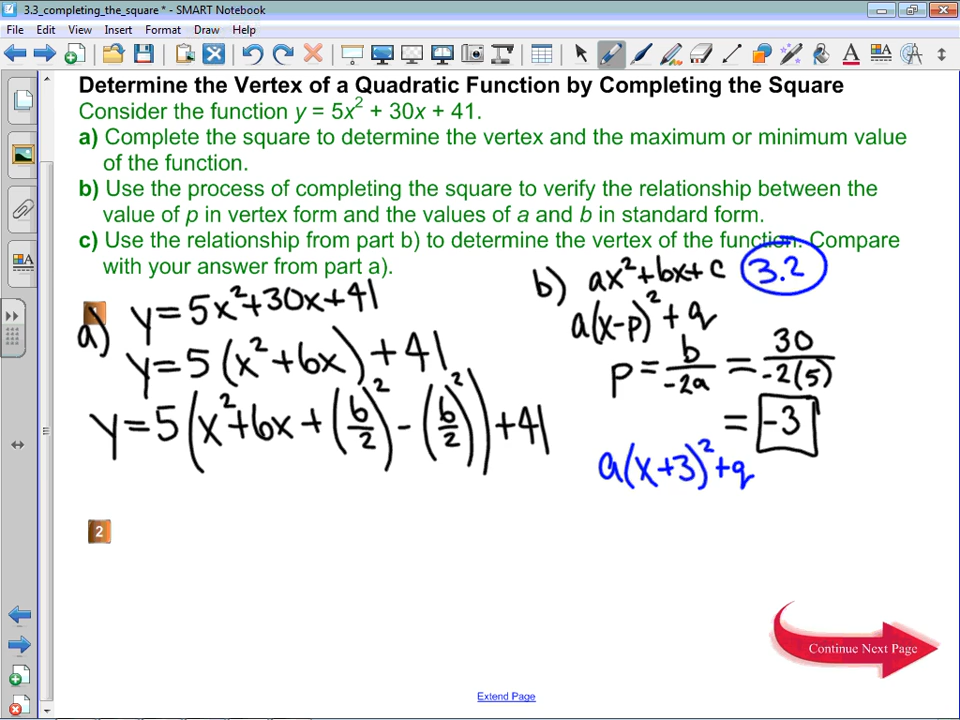 3.3_completing_the_square * - SMART Notebook
File Edit View Insert Format Draw Help
Determine the Vertex of a Quadratic Function by Completing the Square
Consider the function y = 5x² + 30x + 41.
a) Complete the square to determine the vertex and the maximum or minimum value
of the function.
b) Use the process of completing the square to verify the relationship between the
value of p in vertex form and the values of a and b in standard form.
c) Use the relationship from part b) to determine the vertex of the function. Compare
with your answer from part a).
a) y = 5x² + 30x + 41
y = 5(x² + 6x) + 41
y = 5(x² + 6x + (6/2)² - (6/2)²) + 41
b) ax² + bx + c
3.2
a(x - p)² + q
p = b/-2a = 30/-2(5)
= -3
a(x + 3)² + q
2
Continue Next Page
Extend Page